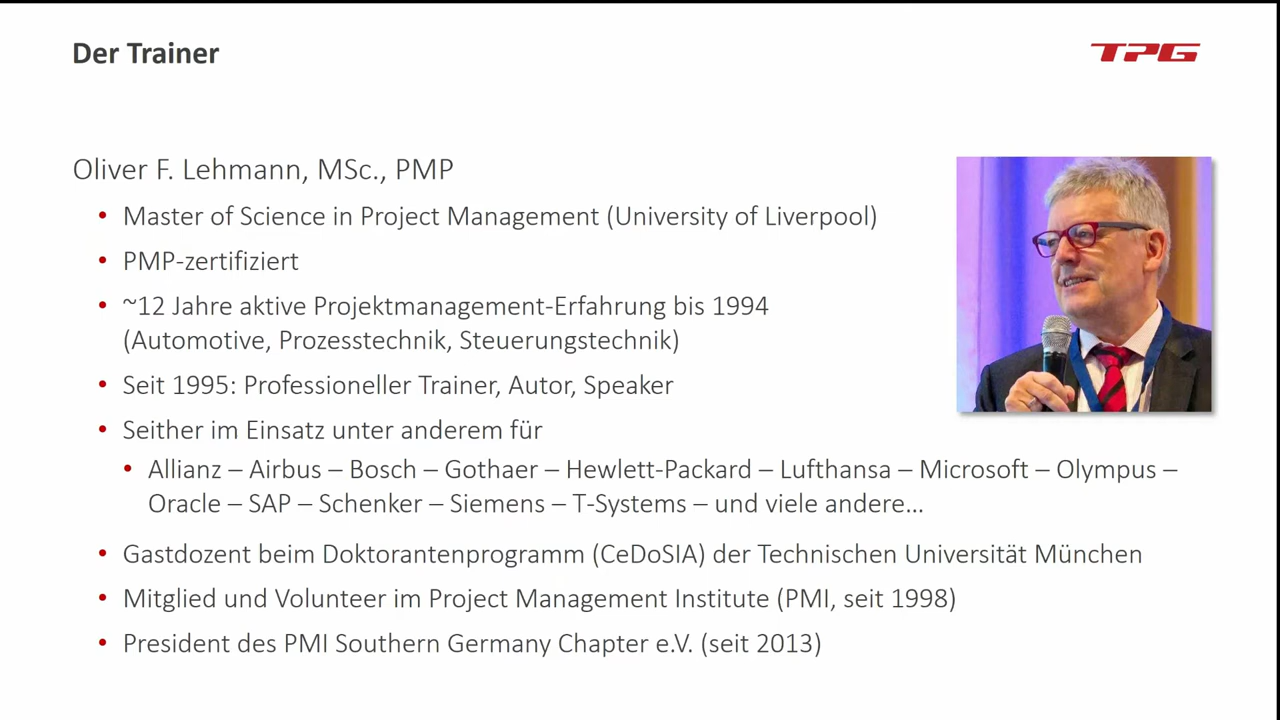 Der Trainer
TPG
Oliver F. Lehmann, MSc., PMP
• Master of Science in Project Management (University of Liverpool)
• PMP-zertifiziert
• ~12 Jahre aktive Projektmanagement-Erfahrung bis 1994
(Automotive, Prozesstechnik, Steuerungstechnik)
• Seit 1995: Professioneller Trainer, Autor, Speaker
• Seither im Einsatz unter anderem für
• Allianz – Airbus – Bosch – Gothaer – Hewlett-Packard – Lufthansa – Microsoft – Olympus –
Oracle – SAP – Schenker – Siemens – T-Systems – und viele andere...
• Gastdozent beim Doktorantenprogramm (CeDoSIA) der Technischen Universität München
• Mitglied und Volunteer im Project Management Institute (PMI, seit 1998)
• President des PMI Southern Germany Chapter e.V. (seit 2013)